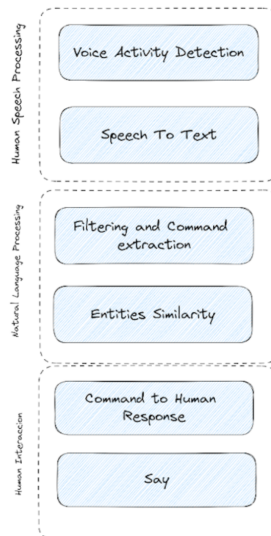 Human Speech Processing
Voice Activity Detection
Speech To Text
Natural Language Processing
Filtering and Command
extraction
Entities Similarity
Human Interaccion
Command to Human
Response
Say